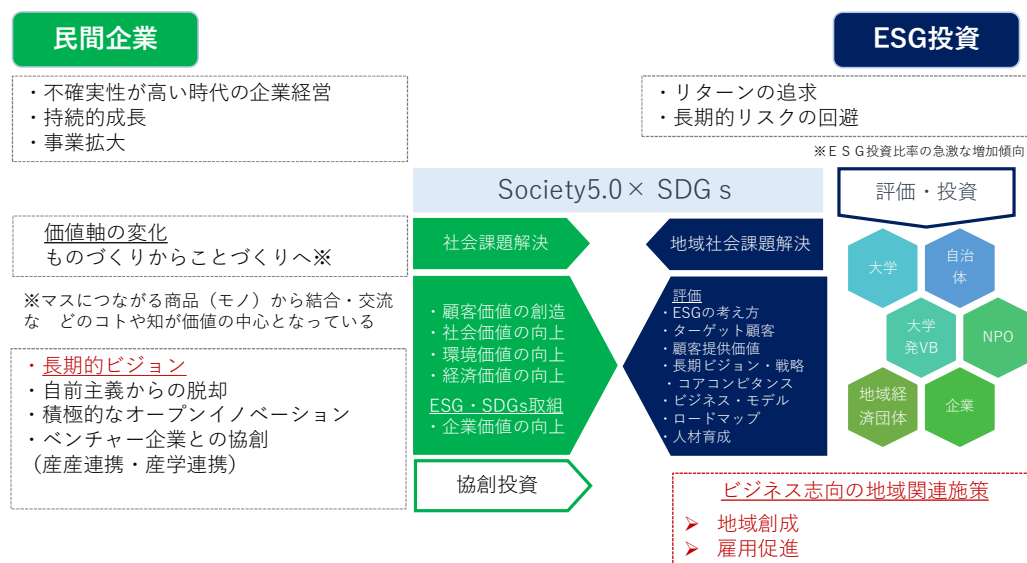 民間企業
ESG投資
・不確実性が高い時代の企業経営
・持続的成長
・事業拡大
・リターンの追求
・長期的リスクの回避
※ＥＳＧ投資比率の急激な増加傾向
Society5.0× SDGｓ
評価・投資
価値軸の変化
ものづくりからことづくりへ※
社会課題解決
地域社会課題解決
※マスにつながる商品（モノ）から結合・交流
な　どのコトや知が価値の中心となっている
・顧客価値の創造
・社会価値の向上
・環境価値の向上
・経済価値の向上
ESG・SDGs取組
・企業価値の向上
評価
・ESGの考え方
・ターゲット顧客
・顧客提供価値
・長期ビジョン・戦略
・コアコンピタンス
・ビジネス・モデル
・ロードマップ
・人材育成
大学
自治
体
大学
発VB
NPO
地域経
済団体
企業
・長期的ビジョン
・自前主義からの脱却
・積極的なオープンイノベーション
・ベンチャー企業との協創
（産産連携・産学連携）
協創投資
ビジネス志向の地域関連施策
➢ 地域創成
➢ 雇用促進